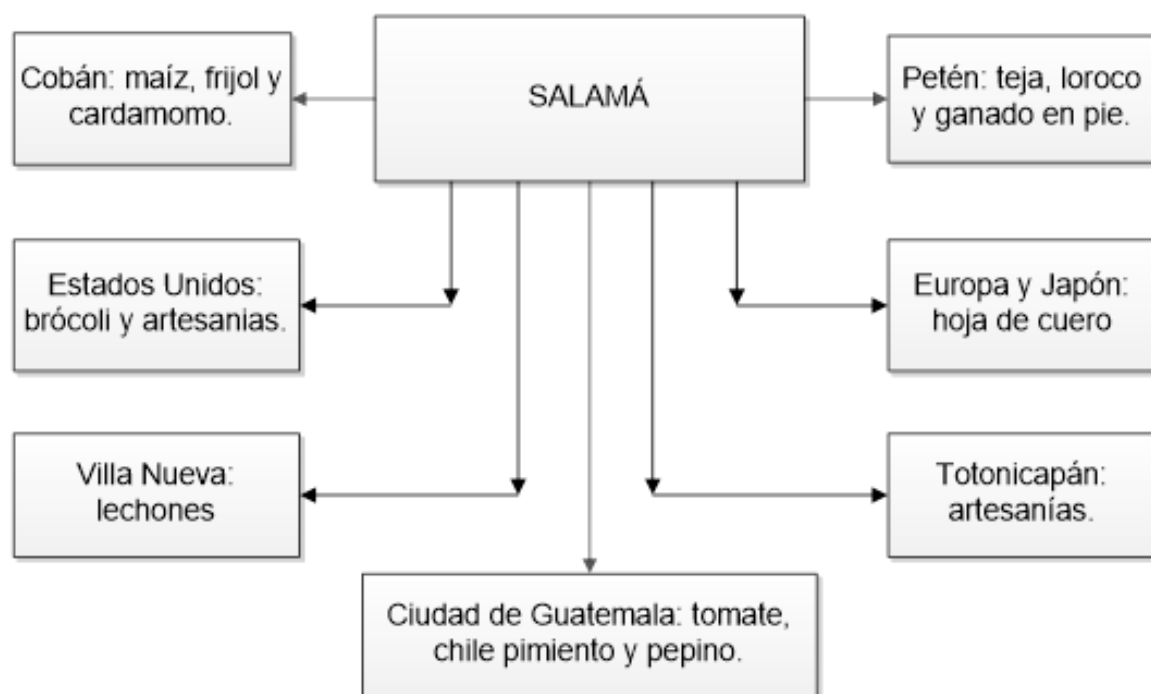 SALAMÁ
Cobán: maíz, frijol y
cardamomo.
Petén: teja, loroco
y ganado en pie.
Estados Unidos:
brócoli y artesanias.
Europa y Japón:
hoja de cuero
Villa Nueva:
lechones
Totonicapán:
artesanías.
Ciudad de Guatemala: tomate,
chile pimiento y pepino.